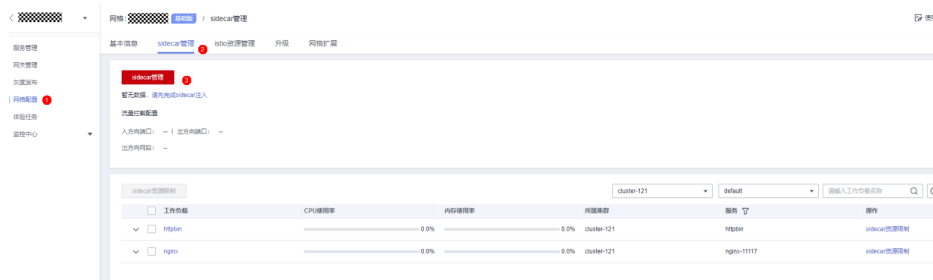 网格: 基础版 / sidecar管理
基本信息 sidecar管理 2 istio资源管理 升级 网格扩展
服务管理
网关管理
灰度发布
网格配置 1
体验任务
监控中心
sidecar管理 3
暂无数据，请先完成sidecar注入
流量拦截配置
入方向端口： -- | 出方向端口： --
出方向网段： --
sidecar资源限制 cluster-121 default 请输入工作负载名称
工作负载 CPU使用率 内存使用率 所属集群 服务 操作
httpbin 0.0% 0.0% cluster-121 httpbin sidecar资源限制
nginx 0.0% 0.0% cluster-121 nginx-11117 sidecar资源限制